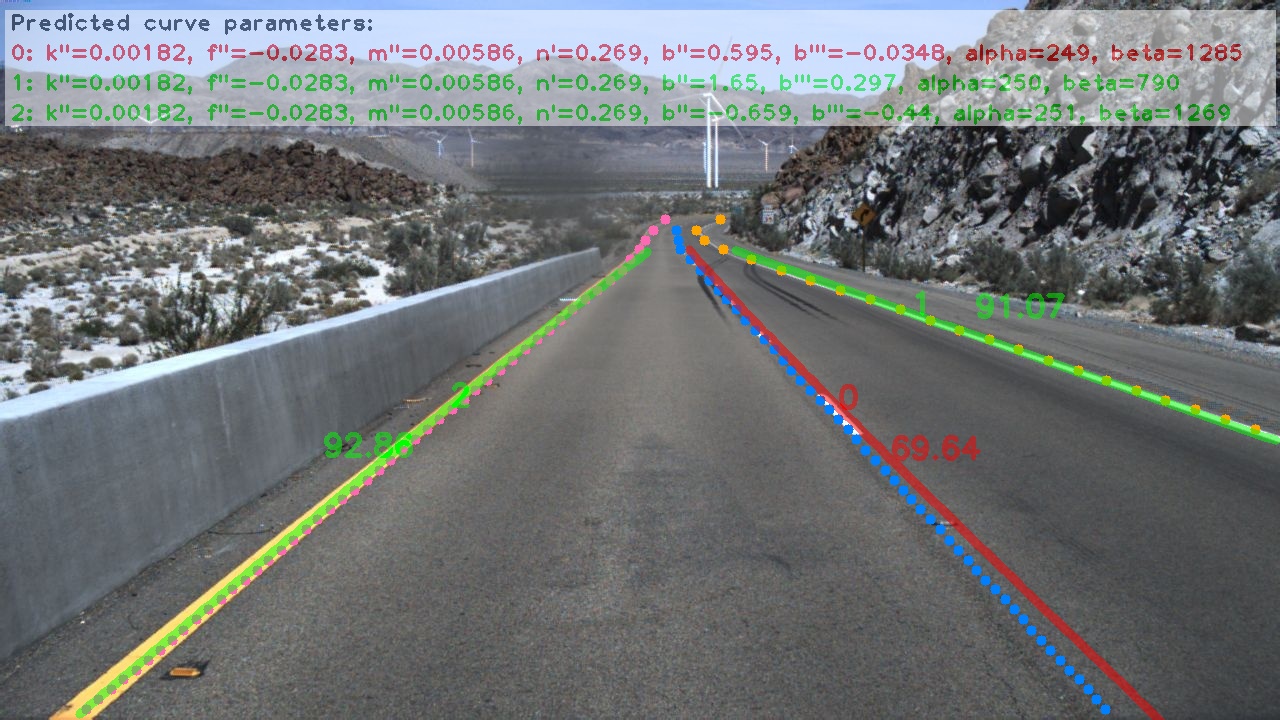 Predicted curve parameters:
0: k''=0.00182, f''=-0.0283, m''=0.00586, n'=0.269, b''=0.595, b'''=-0.0348, alpha=249, beta=1285
1: k''=0.00182, f''=-0.0283, m''=0.00586, n'=0.269, b''=1.65, b'''=0.297, alpha=250, beta=790
2: k''=0.00182, f''=-0.0283, m''=0.00586, n'=0.269, b''=-0.659, b'''=-0.44, alpha=251, beta=1269
1 91.07
2
0
92.86
69.64